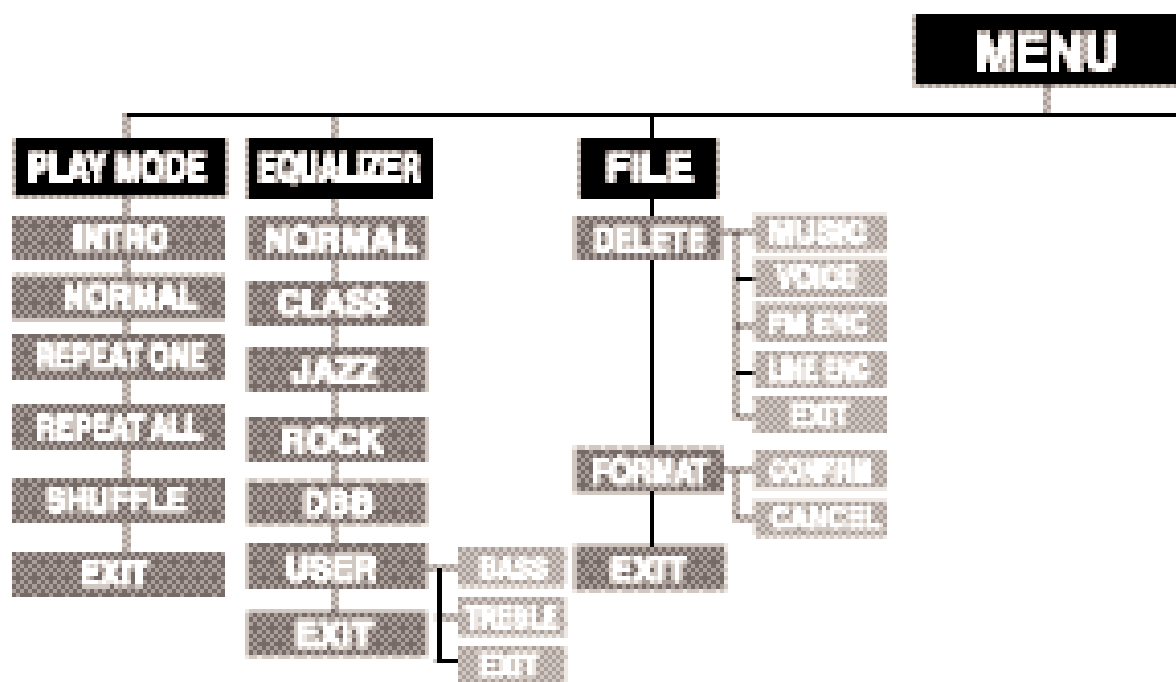 MENU
PLAY MODE
INTRO
NORMAL
REPEAT ONE
REPEAT ALL
SHUFFLE
EXIT
EQUALIZER
NORMAL
CLASS
JAZZ
ROCK
DBB
USER
BASS
TREBLE
EXIT
EXIT
FILE
DELETE
MUSIC
VOICE
FM ENC
LINE ENC
EXIT
FORMAT
CONFIRM
CANCEL
EXIT